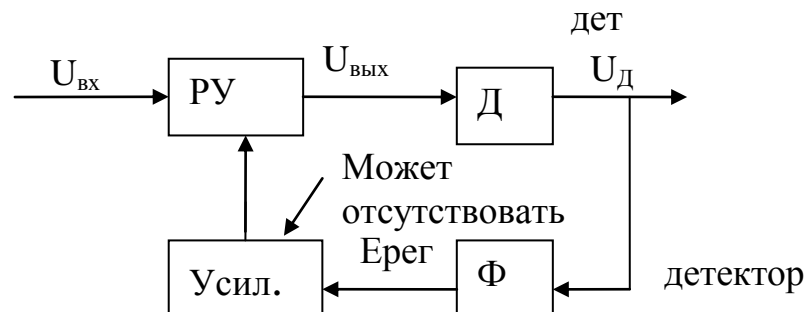 дет
Uвх
РУ
Uвых
Д
UД
Может
отсутствовать
Усил.
Ерег
Ф
детектор